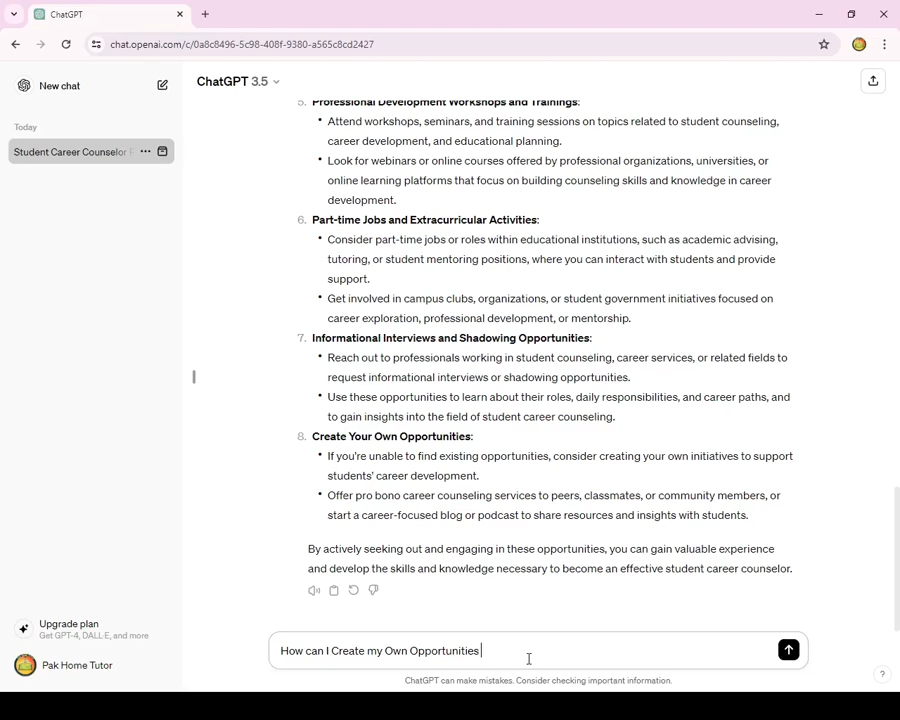 ChatGPT
chat.openai.com/c/0a8c8496-5c98-408f-9380-a565c8cd2427
New chat
Today
Student Career Counselor
ChatGPT 3.5
5. Professional Development Workshops and Trainings:
• Attend workshops, seminars, and training sessions on topics related to student counseling,
career development, and educational planning.
• Look for webinars or online courses offered by professional organizations, universities, or
online learning platforms that focus on building counseling skills and knowledge in career
development.
6. Part-time Jobs and Extracurricular Activities:
• Consider part-time jobs or roles within educational institutions, such as academic advising,
tutoring, or student mentoring positions, where you can interact with students and provide
support.
• Get involved in campus clubs, organizations, or student government initiatives focused on
career exploration, professional development, or mentorship.
7. Informational Interviews and Shadowing Opportunities:
• Reach out to professionals working in student counseling, career services, or related fields to
request informational interviews or shadowing opportunities.
• Use these opportunities to learn about their roles, daily responsibilities, and career paths, and
to gain insights into the field of student career counseling.
8. Create Your Own Opportunities:
• If you're unable to find existing opportunities, consider creating your own initiatives to support
students' career development.
• Offer pro bono career counseling services to peers, classmates, or community members, or
start a career-focused blog or podcast to share resources and insights with students.
By actively seeking out and engaging in these opportunities, you can gain valuable experience
and develop the skills and knowledge necessary to become an effective student career counselor.
Upgrade plan
Get GPT-4, DALL·E, and more
Pak Home Tutor
How can I Create my Own Opportunities
ChatGPT can make mistakes. Consider checking important information.
?